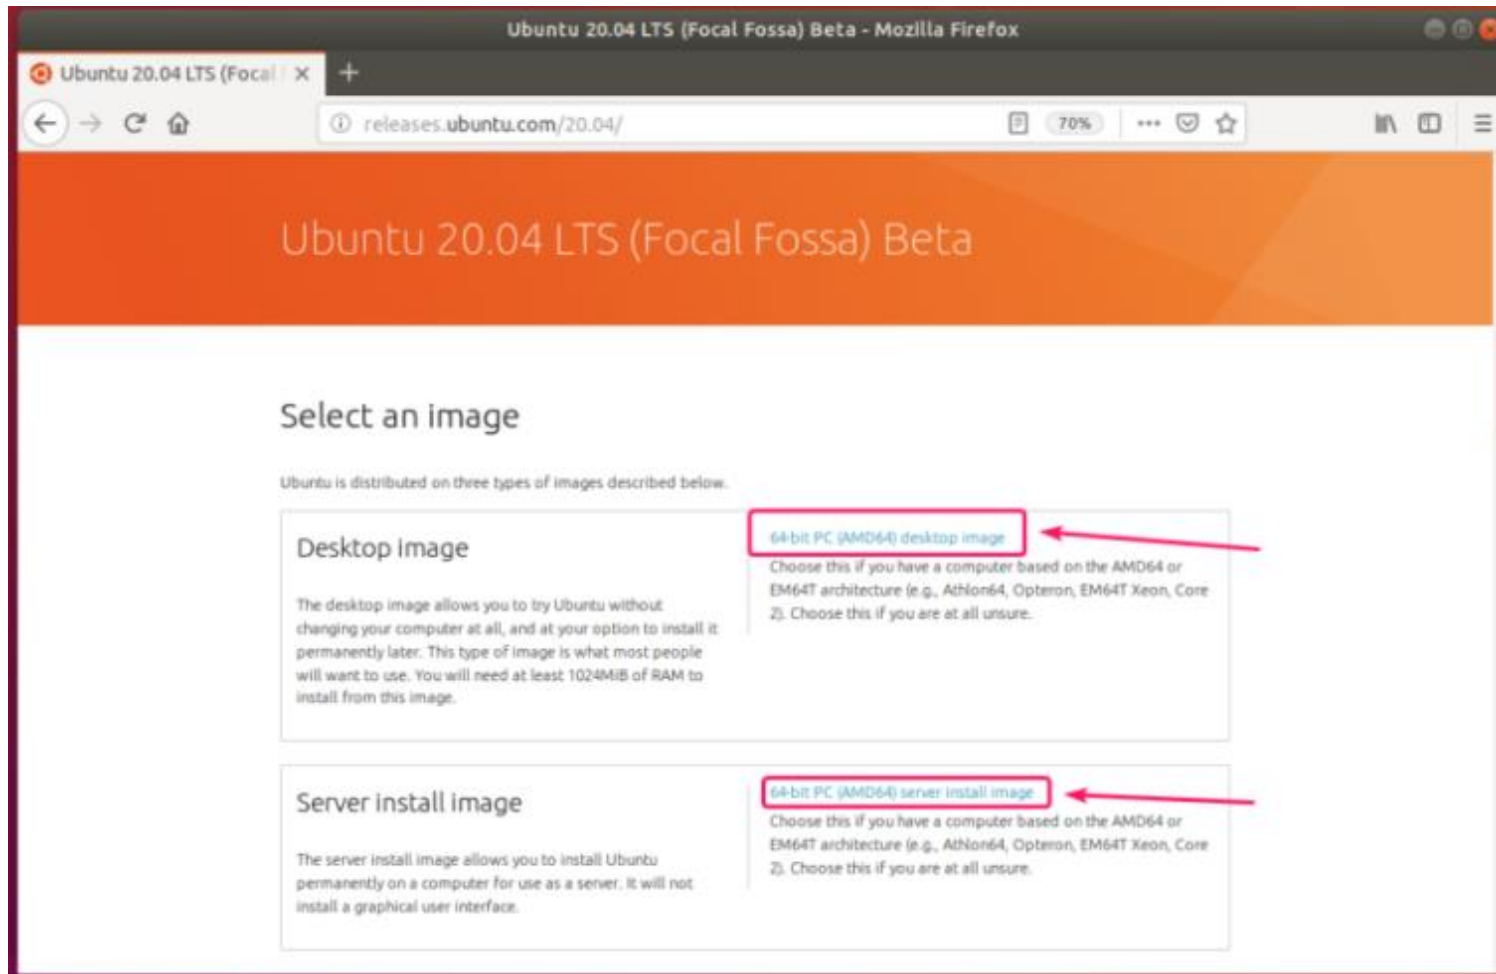 Ubuntu 20.04 LTS (Focal Fossa) Beta - Mozilla Firefox
Ubuntu 20.04 LTS (Focal
releases.ubuntu.com/20.04/
70%
Ubuntu 20.04 LTS (Focal Fossa) Beta
Select an image
Ubuntu is distributed on three types of images described below.
Desktop image
The desktop image allows you to try Ubuntu without
changing your computer at all, and at your option to install it
permanently later. This type of image is what most people
will want to use. You will need at least 1024MiB of RAM to
install from this image.
64-bit PC (AMD64) desktop image
Choose this if you have a computer based on the AMD64 or
EM64T architecture (e.g., Athlon64, Opteron, EM64T Xeon, Core
2). Choose this if you are at all unsure.
Server install image
The server install image allows you to install Ubuntu
permanently on a computer for use as a server. It will not
install a graphical user interface.
64-bit PC (AMD64) server install image
Choose this if you have a computer based on the AMD64 or
EM64T architecture (e.g., Athlon64, Opteron, EM64T Xeon, Core
2). Choose this if you are at all unsure.